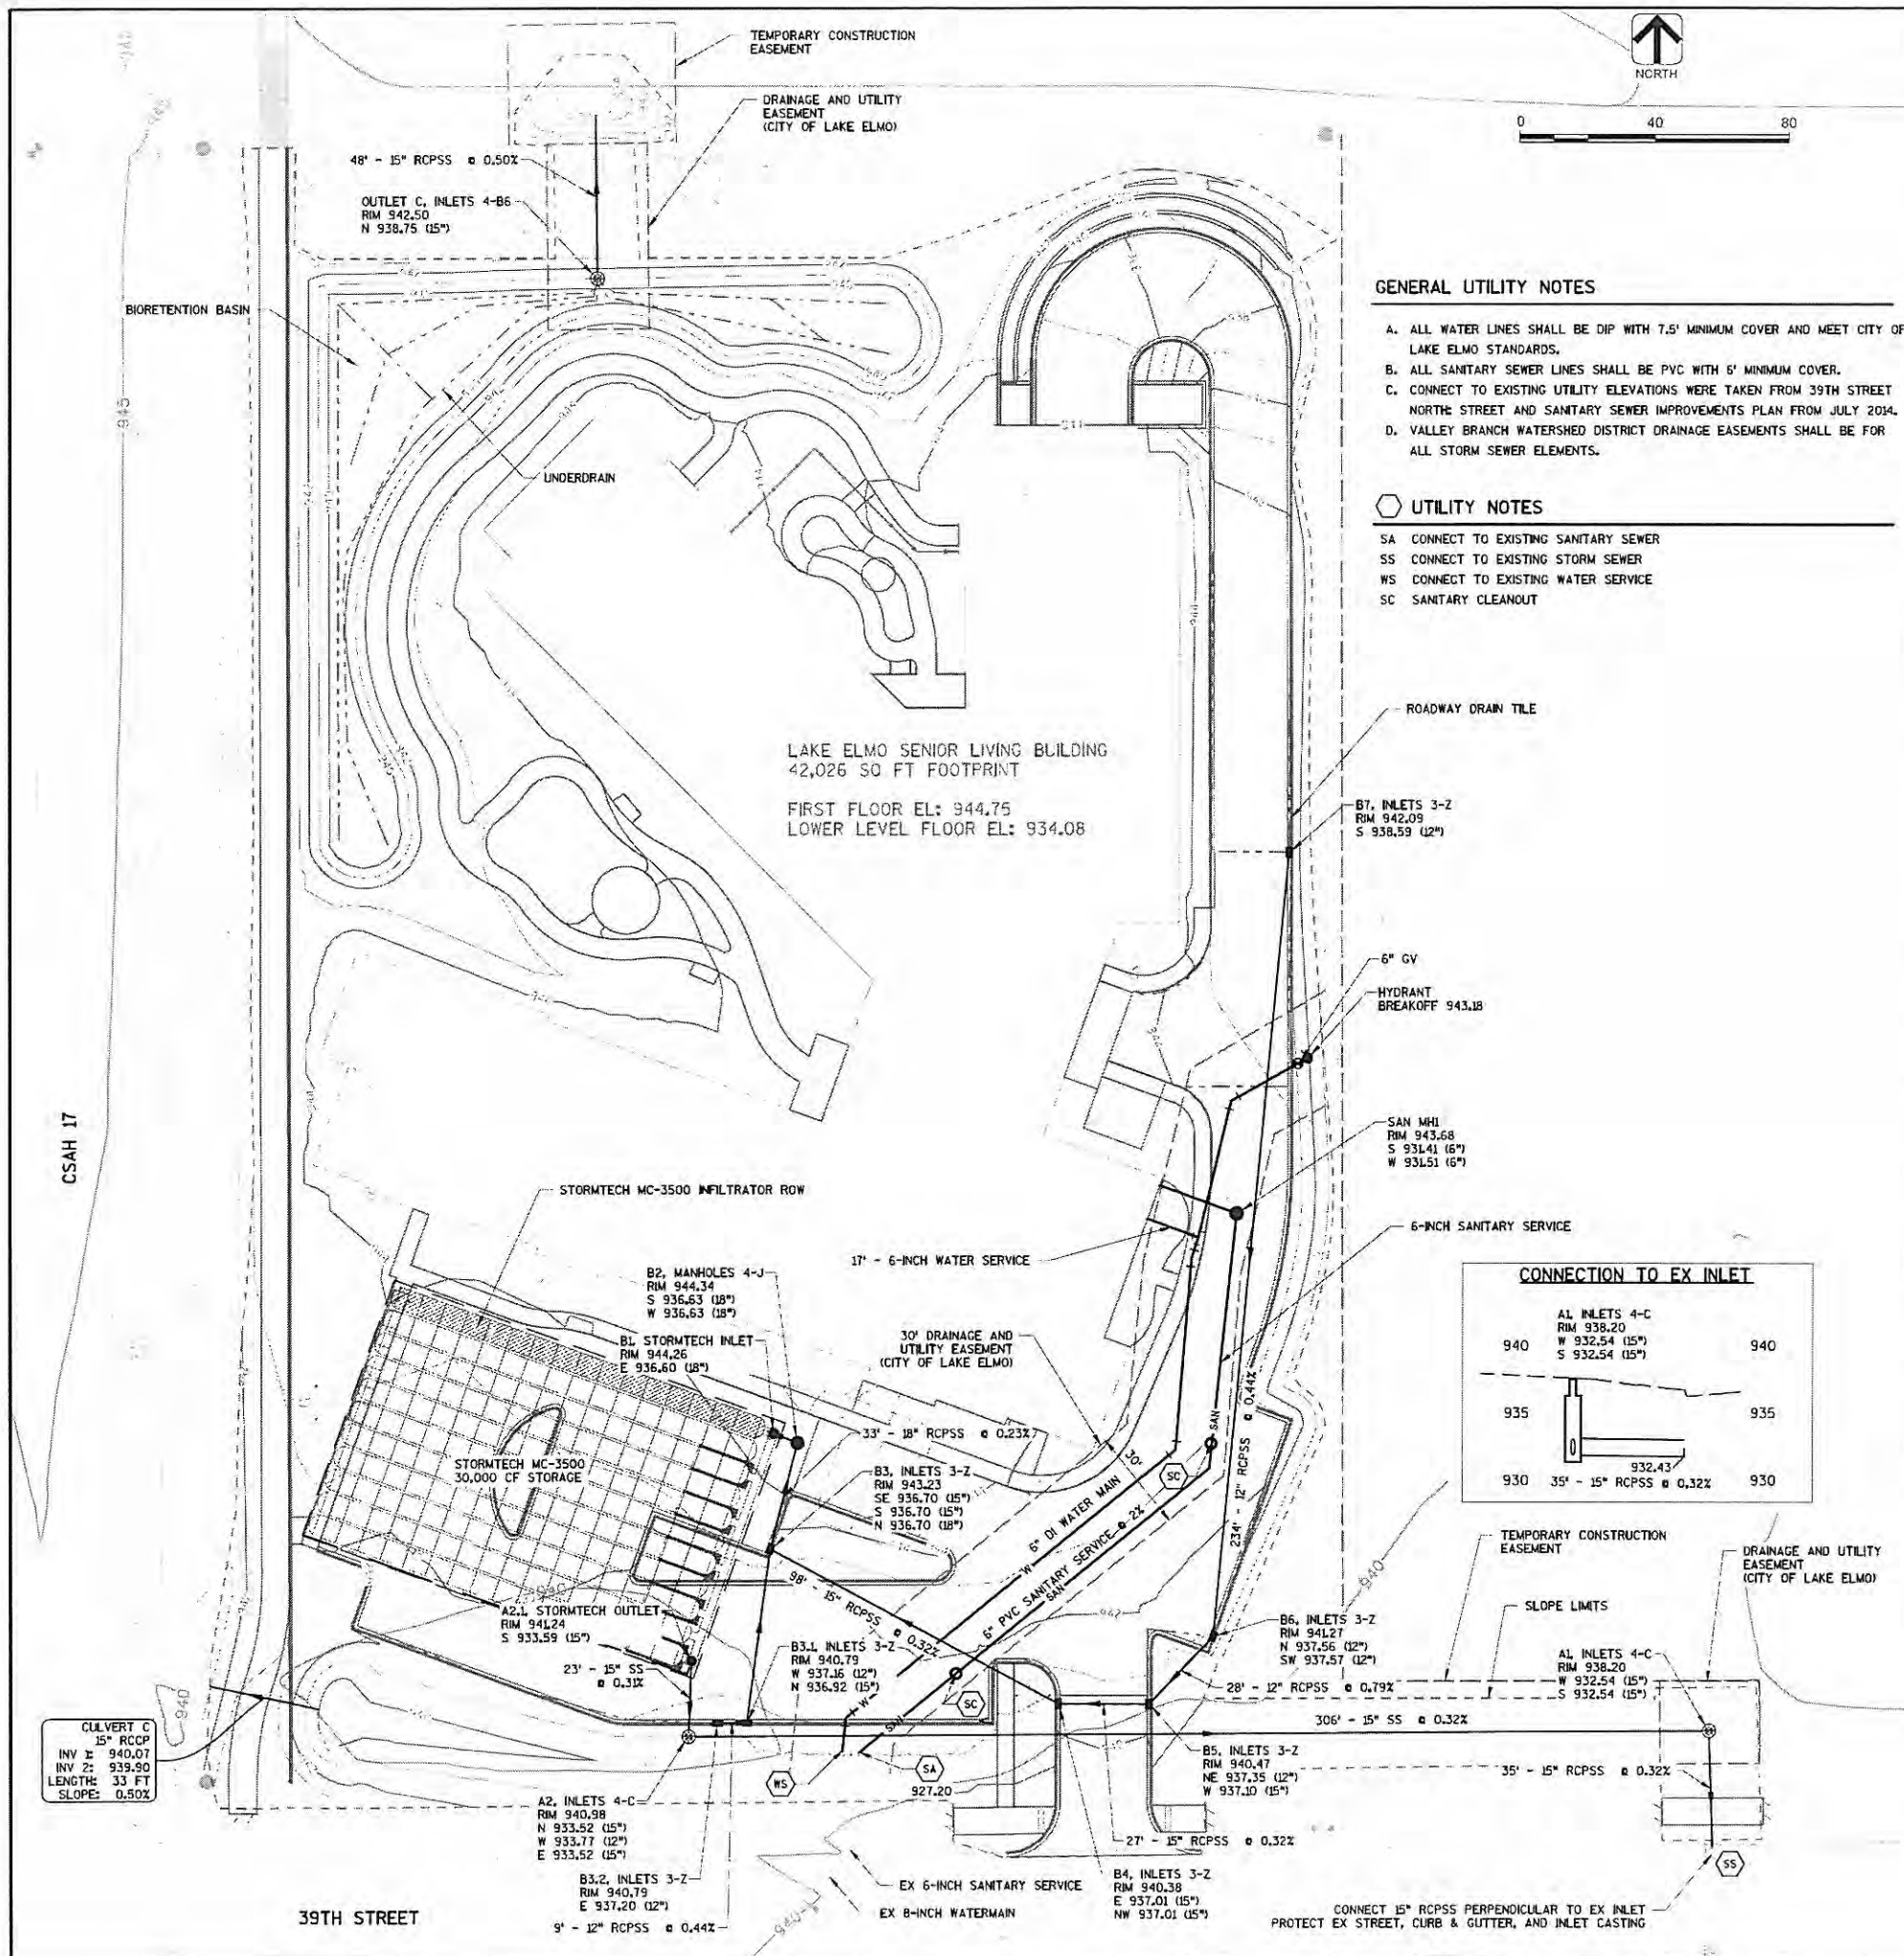 TEMPORARY CONSTRUCTION
EASEMENT
DRAINAGE AND UTILITY
EASEMENT
(CITY OF LAKE ELMO)
NORTH
0 40 80
48' - 15" RCPSS @ 0.50%
OUTLET C, INLETS 4-B6
RIM 942.50
N 938.75 (15")
BIORETENTION BASIN
UNDERDRAIN
945
GENERAL UTILITY NOTES
A. ALL WATER LINES SHALL BE DIP WITH 7.5' MINIMUM COVER AND MEET CITY OF
LAKE ELMO STANDARDS.
B. ALL SANITARY SEWER LINES SHALL BE PVC WITH 6' MINIMUM COVER.
C. CONNECT TO EXISTING UTILITY ELEVATIONS WERE TAKEN FROM 39TH STREET
NORTH: STREET AND SANITARY SEWER IMPROVEMENTS PLAN FROM JULY 2014.
D. VALLEY BRANCH WATERSHED DISTRICT DRAINAGE EASEMENTS SHALL BE FOR
ALL STORM SEWER ELEMENTS.
UTILITY NOTES
SA CONNECT TO EXISTING SANITARY SEWER
SS CONNECT TO EXISTING STORM SEWER
WS CONNECT TO EXISTING WATER SERVICE
SC SANITARY CLEANOUT
LAKE ELMO SENIOR LIVING BUILDING
42,026 SQ FT FOOTPRINT
FIRST FLOOR EL: 944.75
LOWER LEVEL FLOOR EL: 934.08
ROADWAY DRAIN TILE
B7, INLETS 3-Z
RIM 942.09
S 938.59 (12")
6" GV
HYDRANT
BREAKOFF 943.18
SAN MH1
RIM 943.68
S 931.41 (6")
W 931.51 (6")
6-INCH SANITARY SERVICE
CSAH 17
STORMTECH MC-3500 INFILTRATOR ROW
17' - 6-INCH WATER SERVICE
B2, MANHOLES 4-J
RIM 944.34
S 936.63 (18")
W 936.63 (18")
B1, STORMTECH INLET
RIM 944.26
E 936.60 (18")
30' DRAINAGE AND
UTILITY EASEMENT
(CITY OF LAKE ELMO)
33' - 18" RCPSS @ 0.23%
B3, INLETS 3-Z
RIM 943.23
SE 936.70 (15")
S 936.70 (15")
N 936.70 (18")
STORMTECH MC-3500
30,000 CF STORAGE
30'
SC
SAN
234' - 12" RCPSS @ 0.44%
W 6" DI WATER MAIN
6" PVC SANITARY SERVICE @ 2%
SAN
98' - 15" RCPSS @ 0.32%
CONNECTION TO EX INLET
A1, INLETS 4-C
RIM 938.20
W 932.54 (15")
S 932.54 (15")
940 940
935 935
930 930
932.43
35' - 15" RCPSS @ 0.32%
TEMPORARY CONSTRUCTION
EASEMENT
DRAINAGE AND UTILITY
EASEMENT
(CITY OF LAKE ELMO)
SLOPE LIMITS
940
942
A2.1, STORMTECH OUTLET
RIM 941.24
S 933.59 (15")
23' - 15" SS
@ 0.31%
B3.1, INLETS 3-Z
RIM 940.79
W 937.16 (12")
N 936.92 (15")
W
SAN
SC
B6, INLETS 3-Z
RIM 941.27
N 937.56 (12")
SW 937.57 (12")
28' - 12" RCPSS @ 0.79%
306' - 15" SS @ 0.32%
A1, INLETS 4-C
RIM 938.20
W 932.54 (15")
S 932.54 (15")
940
CULVERT C
15" RCCP
INV 1: 940.07
INV 2: 939.90
LENGTH: 33 FT
SLOPE: 0.50%
WS
SA
927.20
B5, INLETS 3-Z
RIM 940.47
NE 937.35 (12")
W 937.10 (15")
35' - 15" RCPSS @ 0.32%
A2, INLETS 4-C
RIM 940.98
N 933.52 (15")
W 933.77 (12")
E 933.52 (15")
27' - 15" RCPSS @ 0.32%
B3.2, INLETS 3-Z
RIM 940.79
E 937.20 (12")
9' - 12" RCPSS @ 0.44%
EX 6-INCH SANITARY SERVICE
EX 8-INCH WATERMAIN
940
B4, INLETS 3-Z
RIM 940.38
E 937.01 (15")
NW 937.01 (15")
SS
CONNECT 15" RCPSS PERPENDICULAR TO EX INLET
PROTECT EX STREET, CURB & GUTTER, AND INLET CASTING
39TH STREET